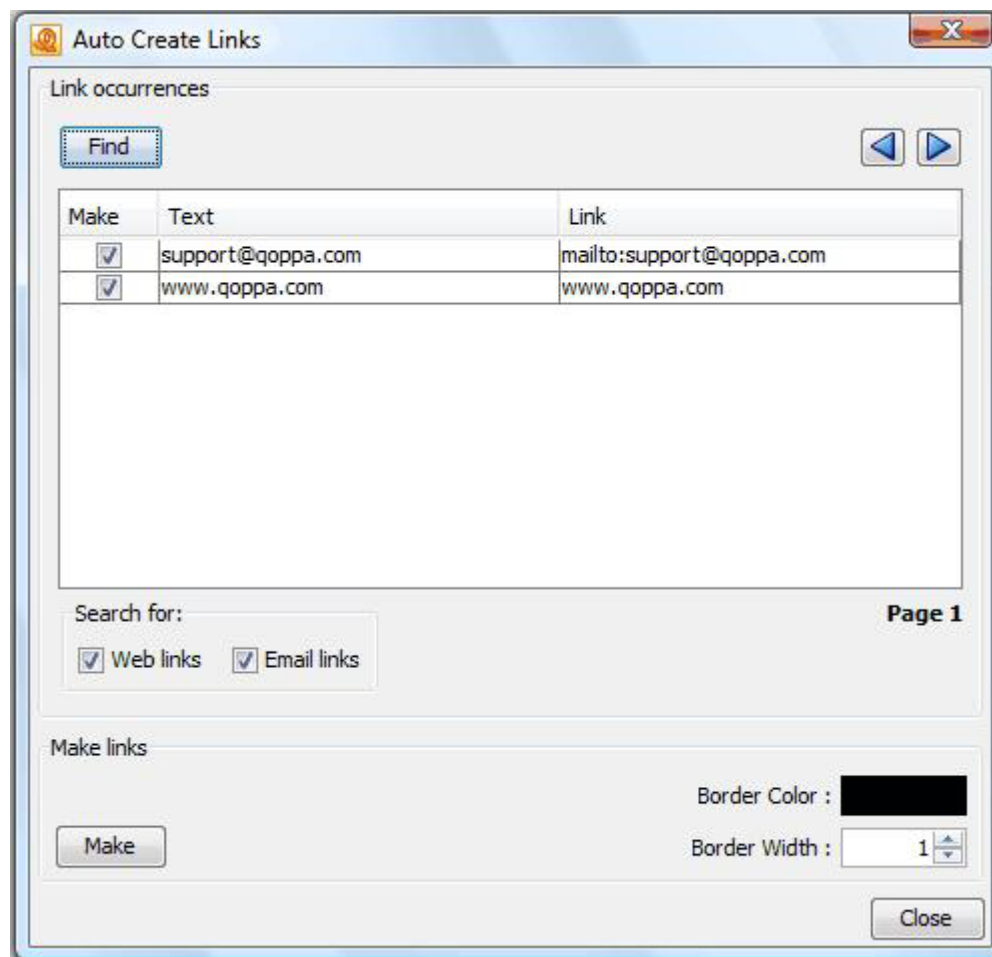 Auto Create Links
Link occurrences
Find
Make Text Link
support@qoppa.com mailto:support@qoppa.com
www.qoppa.com www.qoppa.com
Search for: Page 1
Web links Email links
Make links
Border Color :
Make Border Width : 1
Close